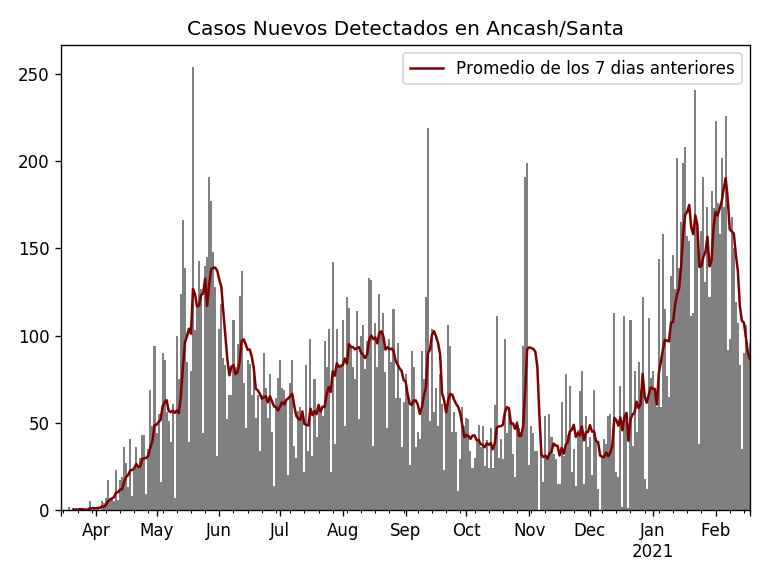 Casos Nuevos Detectados en Ancash/Santa
Promedio de los 7 dias anteriores
250
200
150
100
50
0
Apr May Jun Jul Aug Sep Oct Nov Dec Jan Feb
2021